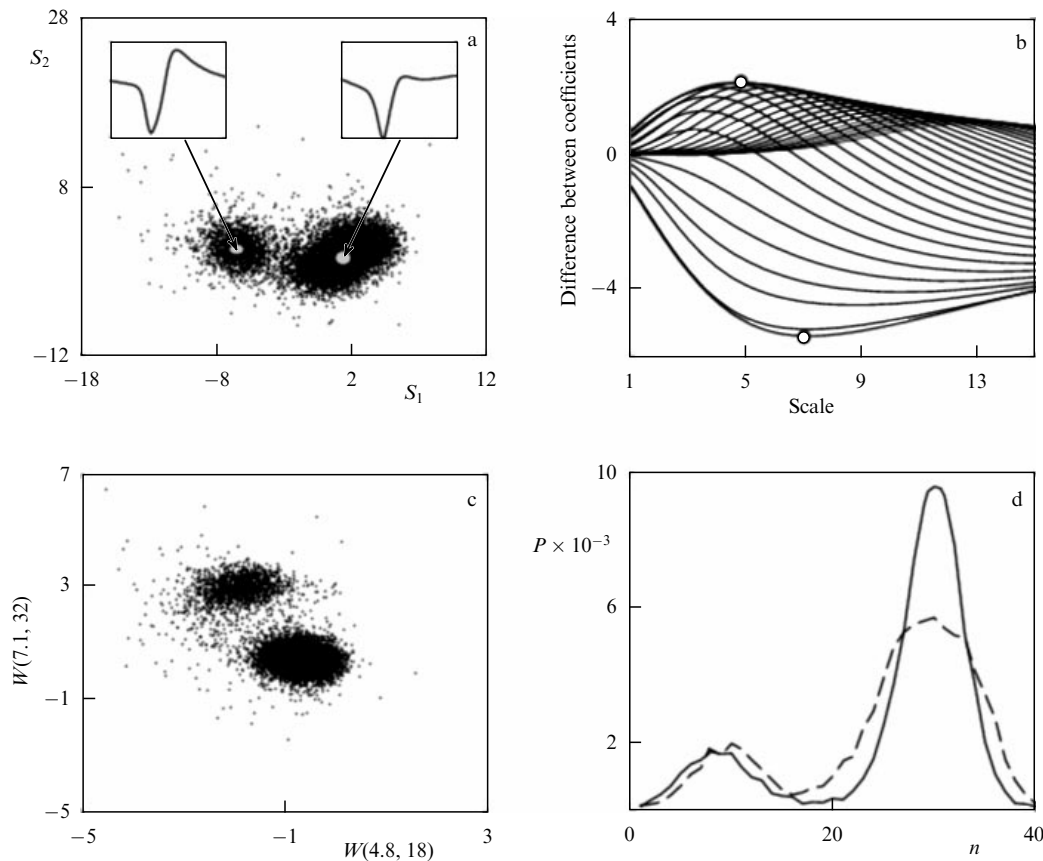 28
S₂
a
8
−12
−18
−8
2
12
S₁
4
b
0
−4
Difference between coefficients
1
5
9
13
Scale
7
c
3
−1
−5
W(7.1, 32)
−5
−1
3
W(4.8, 18)
10
d
P × 10⁻³
6
2
0
20
40
n